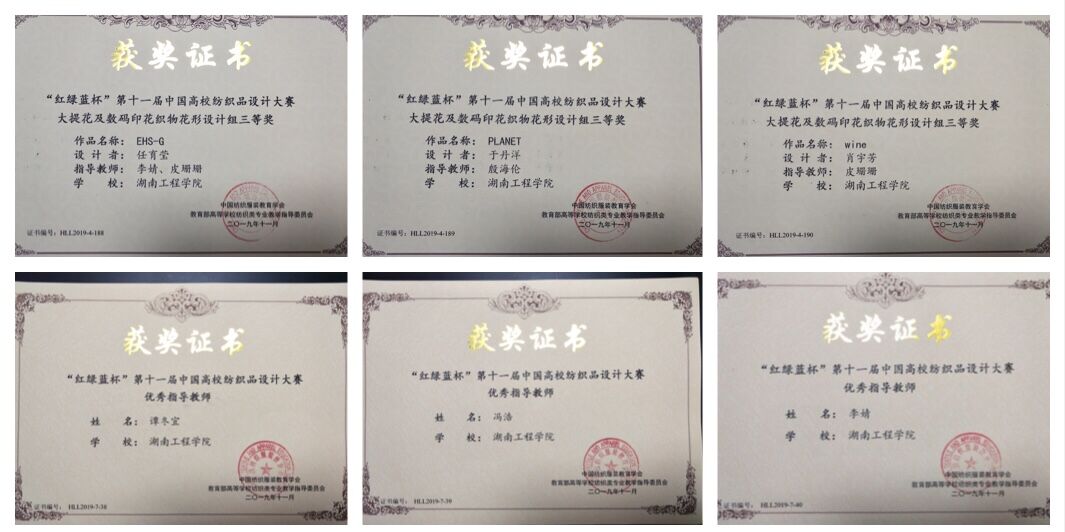 获奖证书
“红绿蓝杯”第十一届中国高校纺织品设计大赛
大提花及数码印花织物花形设计组三等奖
作品名称： EHS-G
设 计 者： 任育莹
指导教师： 李婧、皮珊珊
学 校： 湖南工程学院
中国纺织服装教育学会
教育部高等学校纺织类专业教学指导委员会
二〇一九年十一月
证书编号： HLL2019-4-188
获奖证书
“红绿蓝杯”第十一届中国高校纺织品设计大赛
大提花及数码印花织物花形设计组三等奖
作品名称： PLANET
设 计 者： 于丹洋
指导教师： 殷海伦
学 校： 湖南工程学院
中国纺织服装教育学会
教育部高等学校纺织类专业教学指导委员会
二〇一九年十一月
证书编号： HLL2019-4-189
获奖证书
“红绿蓝杯”第十一届中国高校纺织品设计大赛
大提花及数码印花织物花形设计组三等奖
作品名称： wine
设 计 者： 肖宇芳
指导教师： 皮珊珊
学 校： 湖南工程学院
中国纺织服装教育学会
教育部高等学校纺织类专业教学指导委员会
二〇一九年十一月
证书编号： HLL2019-4-190
获奖证书
“红绿蓝杯”第十一届中国高校纺织品设计大赛
优秀指导教师
姓 名： 谭冬宜
学 校： 湖南工程学院
中国纺织服装教育学会
教育部高等学校纺织类专业教学指导委员会
二〇一九年十一月
证书编号： HLL2019-7-38
获奖证书
“红绿蓝杯”第十一届中国高校纺织品设计大赛
优秀指导教师
姓 名： 冯浩
学 校： 湖南工程学院
中国纺织服装教育学会
教育部高等学校纺织类专业教学指导委员会
二〇一九年十一月
证书编号： HLL2019-7-39
获奖证书
“红绿蓝杯”第十一届中国高校纺织品设计大赛
优秀指导教师
姓 名： 李婧
学 校： 湖南工程学院
中国纺织服装教育学会
教育部高等学校纺织类专业教学指导委员会
二〇一九年十一月
证书编号： HLL2019-7-40